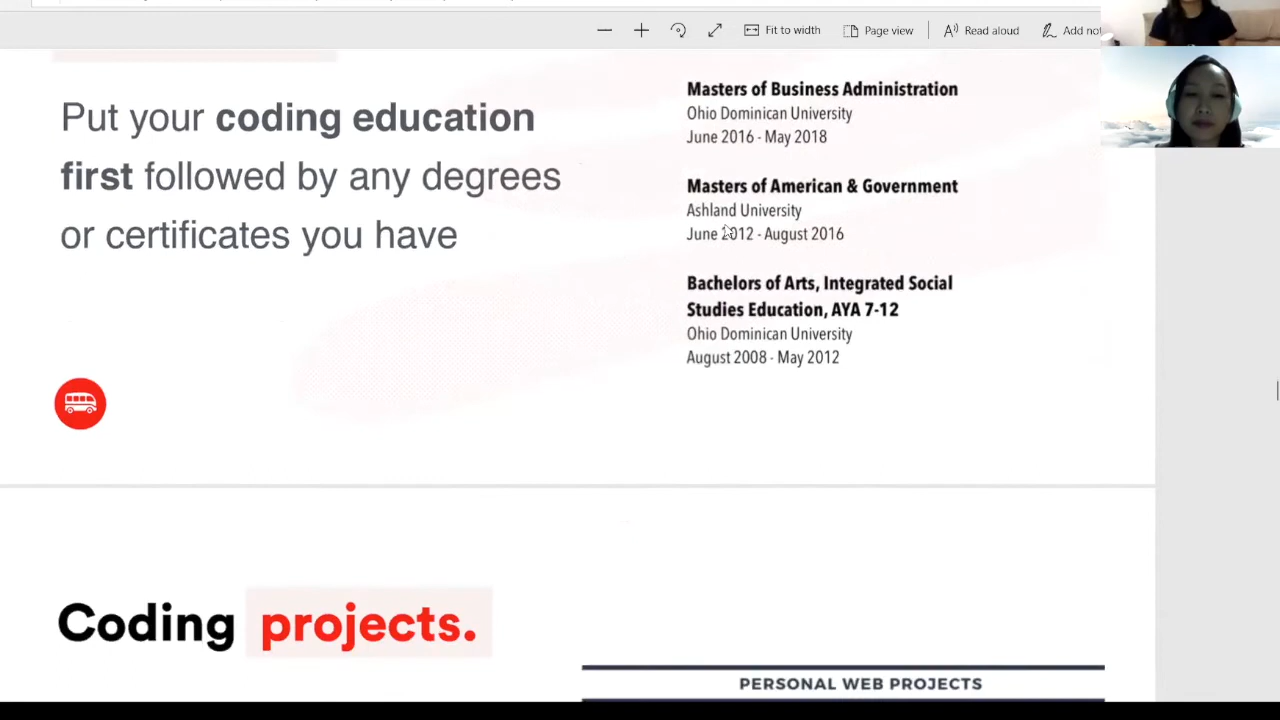 Fit to width
Page view
Read aloud
Add not
Put your coding education
first followed by any degrees
or certificates you have
Masters of Business Administration
Ohio Dominican University
June 2016 - May 2018
Masters of American & Government
Ashland University
June 2012 - August 2016
Bachelors of Arts, Integrated Social
Studies Education, AYA 7-12
Ohio Dominican University
August 2008 - May 2012
Coding projects.
PERSONAL WEB PROJECTS